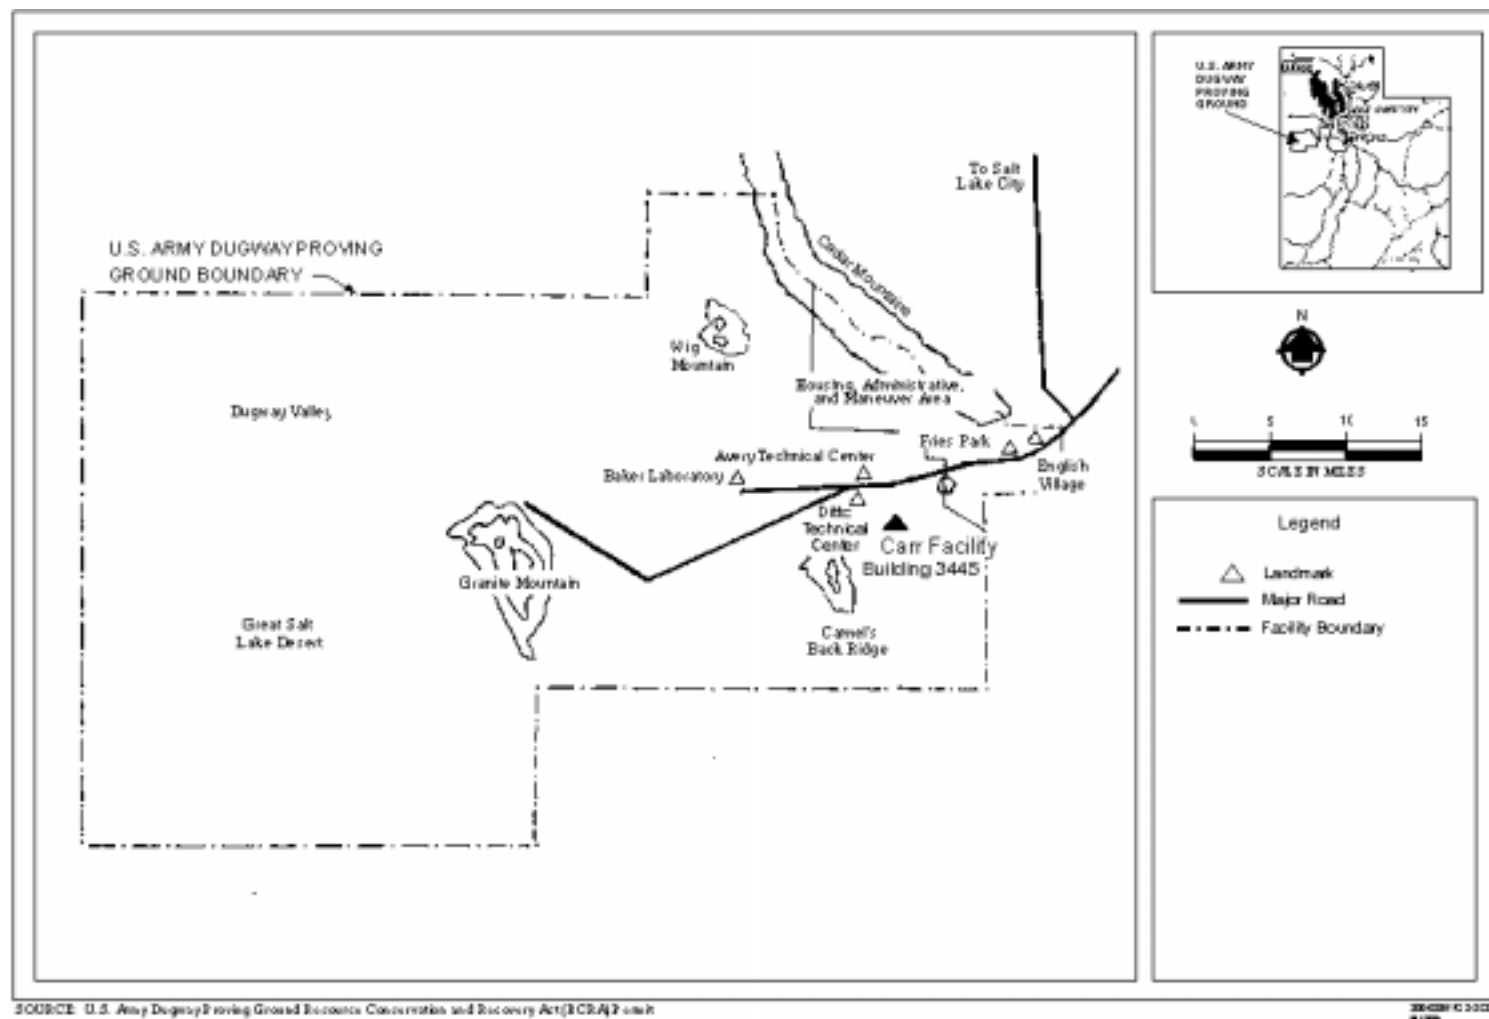 To Salt
Lake City
U.S. ARMY DUGWAY PROVING
GROUND BOUNDARY
Cedar Mountains
Wig
Mountain
Housing, Administrative,
and Maneuver Area
Dugway Valley
Fries Park
Avery Technical Center
Baker Laboratory
English
Village
Ditto
Technical
Center
Carr Facility
Building 3445
Granite Mountain
Great Salt
Lake Desert
Camel's
Back Ridge
U.S. ARMY
DUGWAY
PROVING
GROUND
N
5
10
15
SCALE IN MILES
Legend
Landmark
Major Road
Facility Boundary
SOURCE: U.S. Army Dugway Proving Ground Resource Conservation and Recovery Act (RCRA) Permit